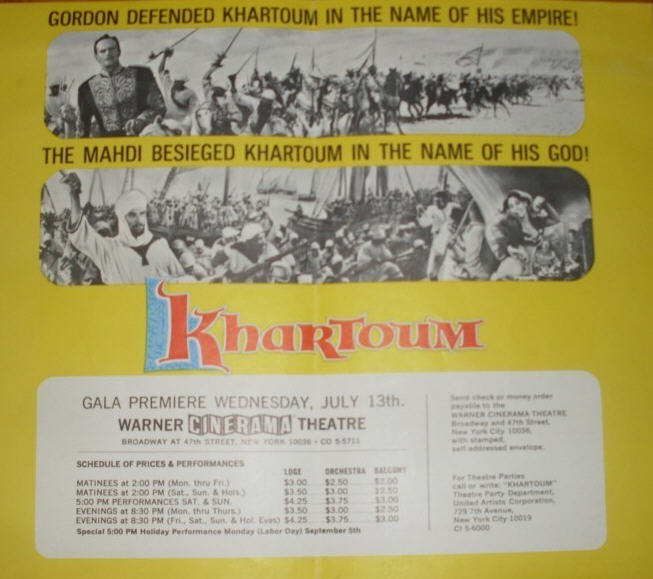 GORDON DEFENDED KHARTOUM IN THE NAME OF HIS EMPIRE!
THE MAHDI BESIEGED KHARTOUM IN THE NAME OF HIS GOD!
Khartoum
GALA PREMIERE WEDNESDAY, JULY 13th.
WARNER CINERAMA THEATRE
BROADWAY AT 47th STREET, NEW YORK 10036 • CO 5-5711
SCHEDULE OF PRICES & PERFORMANCES
LOGE ORCHESTRA BALCONY
MATINEES at 2:00 PM (Mon. thru Fri.) $3.00 $2.50 $2.00
MATINEES at 2:00 PM (Sat., Sun. & Hols.) $3.50 $3.00 $2.50
5:00 PM PERFORMANCES SAT. & SUN. $4.25 $3.75 $3.00
EVENINGS at 8:30 PM (Mon. thru Thurs.) $3.50 $3.00 $2.50
EVENINGS at 8:30 PM (Fri., Sat., Sun. & Hol. Eves) $4.25 $3.75 $3.00
Special 5:00 PM Holiday Performance Monday (Labor Day) September 5th
Send check or money order
payable to the
WARNER CINERAMA THEATRE
Broadway and 47th Street,
New York City 10036,
with stamped,
self addressed envelope.
For Theatre Parties
call or write: "KHARTOUM"
Theatre Party Department,
United Artists Corporation,
729 7th Avenue,
New York City 10019
CI 5-6000